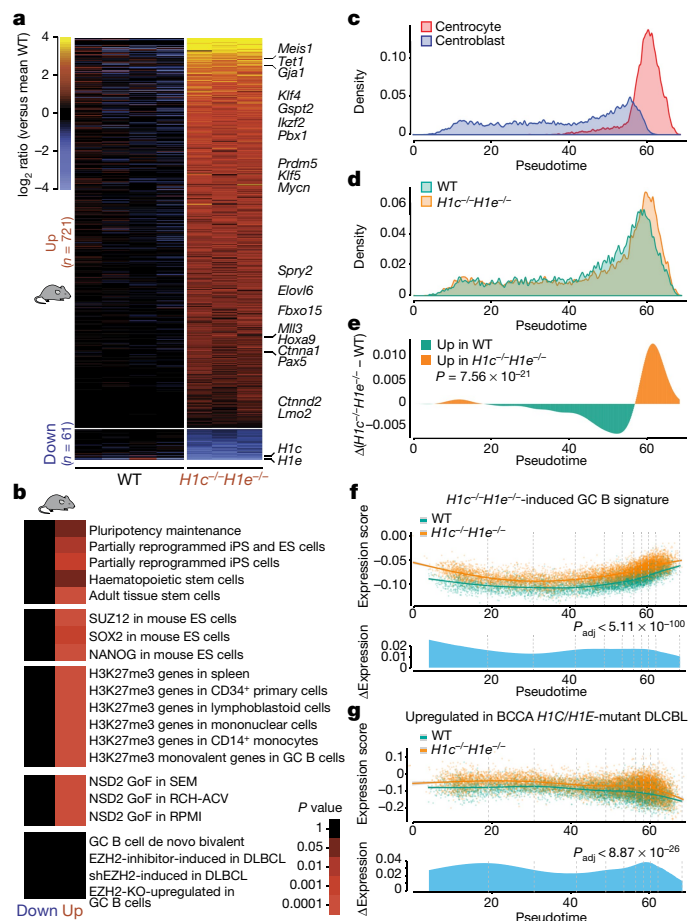 a
4
2
0
−2
−4
log2 ratio (versus mean WT)
Up
(n = 721)
Down
(n = 61)
Meis1
Tet1
Gja1
Klf4
Gspt2
Ikzf2
Pbx1
Prdm5
Klf5
Mycn
Spry2
Elovl6
Fbxo15
Mll3
Hoxa9
Ctnna1
Pax5
Ctnnd2
Lmo2
H1c
H1e
WT
H1c−/−H1e−/−
b
Pluripotency maintenance
Partially reprogrammed iPS and ES cells
Partially reprogrammed iPS cells
Haematopoietic stem cells
Adult tissue stem cells
SUZ12 in mouse ES cells
SOX2 in mouse ES cells
NANOG in mouse ES cells
H3K27me3 genes in spleen
H3K27me3 genes in CD34+ primary cells
H3K27me3 genes in lymphoblastoid cells
H3K27me3 genes in mononuclear cells
H3K27me3 genes in CD14+ monocytes
H3K27me3 monovalent genes in GC B cells
NSD2 GoF in SEM
NSD2 GoF in RCH-ACV
NSD2 GoF in RPMI
GC B cell de novo bivalent
EZH2-inhibitor-induced in DLBCL
shEZH2-induced in DLBCL
EZH2-KO-upregulated in
GC B cells
Down Up
P value
1
0.05
0.01
0.001
0.0001
c
Centrocyte
Centroblast
Density
0.10
0.05
0
0 20 40 60
Pseudotime
d
WT
H1c−/−H1e−/−
Density
0.06
0.04
0.02
0
0 20 40 60
Pseudotime
e
Up in WT
Up in H1c−/−H1e−/−
P = 7.56 × 10−21
Δ(H1c−/−H1e−/− – WT)
0.010
0.005
0
−0.005
0 20 40 60
Pseudotime
f
H1c−/−H1e−/−-induced GC B signature
WT
H1c−/−H1e−/−
Expression score
0.00
−0.05
−0.10
0 20 40 60
Padj < 5.11 × 10−100
ΔExpression
0.02
0.01
0
0 20 40 60
Pseudotime
g
Upregulated in BCCA H1C/H1E-mutant DLCBL
WT
H1c−/−H1e−/−
Expression score
0.1
0
−0.1
−0.2
0 20 40 60
Padj < 8.87 × 10−26
ΔExpression
0.04
0.02
0
0 20 40 60
Pseudotime